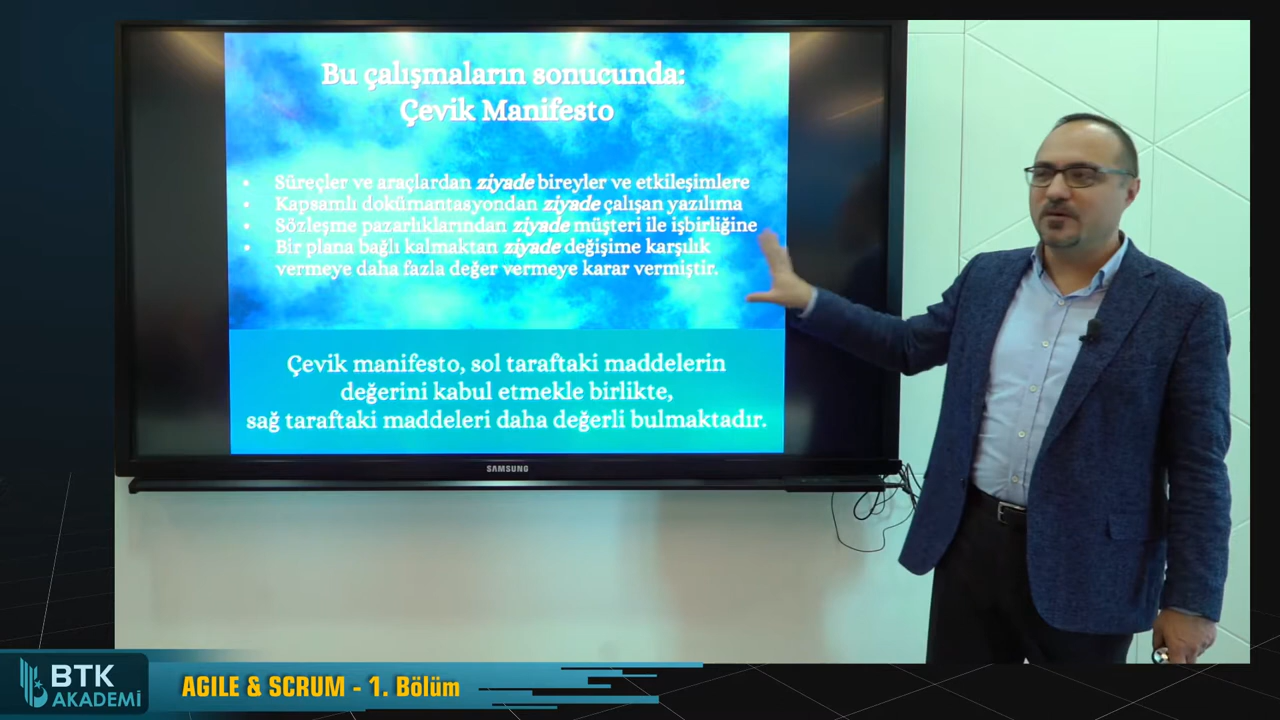 Bu çalışmaların sonucunda:
Çevik Manifesto
• Süreçler ve araçlardan ziyade bireyler ve etkileşimlere
• Kapsamlı dokümantasyondan ziyade çalışan yazılıma
• Sözleşme pazarlıklarından ziyade müşteri ile işbirliğine
• Bir plana bağlı kalmaktan ziyade değişime karşılık
vermeye daha fazla değer vermeye karar vermiştir.
Çevik manifesto, sol taraftaki maddelerin
değerini kabul etmekle birlikte,
sağ taraftaki maddeleri daha değerli bulmaktadır.
SAMSUNG
BTK
AKADEMİ
AGILE & SCRUM - 1. Bölüm